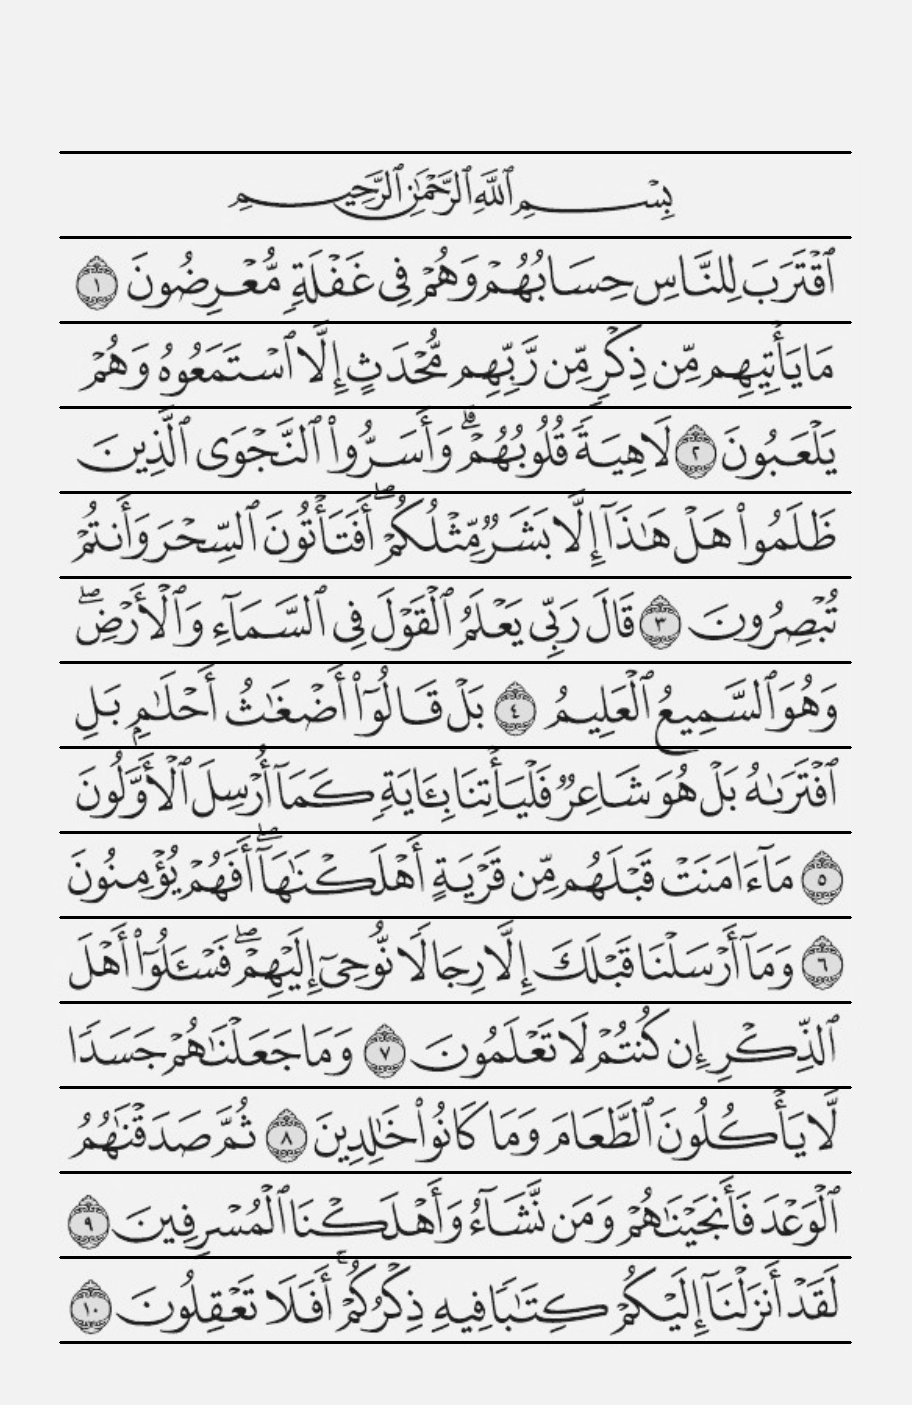 بِسْمِ ٱللَّهِ ٱلرَّحْمَٰنِ ٱلرَّحِيمِ
ٱقْتَرَبَ لِلنَّاسِ حِسَابُهُمْ وَهُمْ فِى غَفْلَةٍ مُّعْرِضُونَ ١
مَا يَأْتِيهِم مِّن ذِكْرٍ مِّن رَّبِّهِم مُّحْدَثٍ إِلَّا ٱسْتَمَعُوهُ وَهُمْ
يَلْعَبُونَ ٢ لَاهِيَةً قُلُوبُهُمْ ۗ وَأَسَرُّوا۟ ٱلنَّجْوَى ٱلَّذِينَ
ظَلَمُوا۟ هَلْ هَٰذَآ إِلَّا بَشَرٌ مِّثْلُكُمْ ۖ أَفَتَأْتُونَ ٱلسِّحْرَ وَأَنتُمْ
تُبْصِرُونَ ٣ قَالَ رَبِّى يَعْلَمُ ٱلْقَوْلَ فِى ٱلسَّمَآءِ وَٱلْأَرْضِ ۖ
وَهُوَ ٱلسَّمِيعُ ٱلْعَلِيمُ ٤ بَلْ قَالُوٓا۟ أَضْغَٰثُ أَحْلَٰمٍۭ بَلِ
ٱفْتَرَىٰهُ بَلْ هُوَ شَاعِرٌ فَلْيَأْتِنَا بِـَٔايَةٍ كَمَآ أُرْسِلَ ٱلْأَوَّلُونَ
٥ مَآ ءَامَنَتْ قَبْلَهُم مِّن قَرْيَةٍ أَهْلَكْنَٰهَآ ۖ أَفَهُمْ يُؤْمِنُونَ
٦ وَمَآ أَرْسَلْنَا قَبْلَكَ إِلَّا رِجَالًا نُّوحِىٓ إِلَيْهِمْ ۖ فَسْـَٔلُوٓا۟ أَهْلَ
ٱلذِّكْرِ إِن كُنتُمْ لَا تَعْلَمُونَ ٧ وَمَا جَعَلْنَٰهُمْ جَسَدًا
لَّا يَأْكُلُونَ ٱلطَّعَامَ وَمَا كَانُوا۟ خَٰلِدِينَ ٨ ثُمَّ صَدَقْنَٰهُمُ
ٱلْوَعْدَ فَأَنجَيْنَٰهُمْ وَمَن نَّشَآءُ وَأَهْلَكْنَا ٱلْمُسْرِفِينَ ٩
لَقَدْ أَنزَلْنَآ إِلَيْكُمْ كِتَٰبًا فِيهِ ذِكْرُكُمْ ۖ أَفَلَا تَعْقِلُونَ ١٠